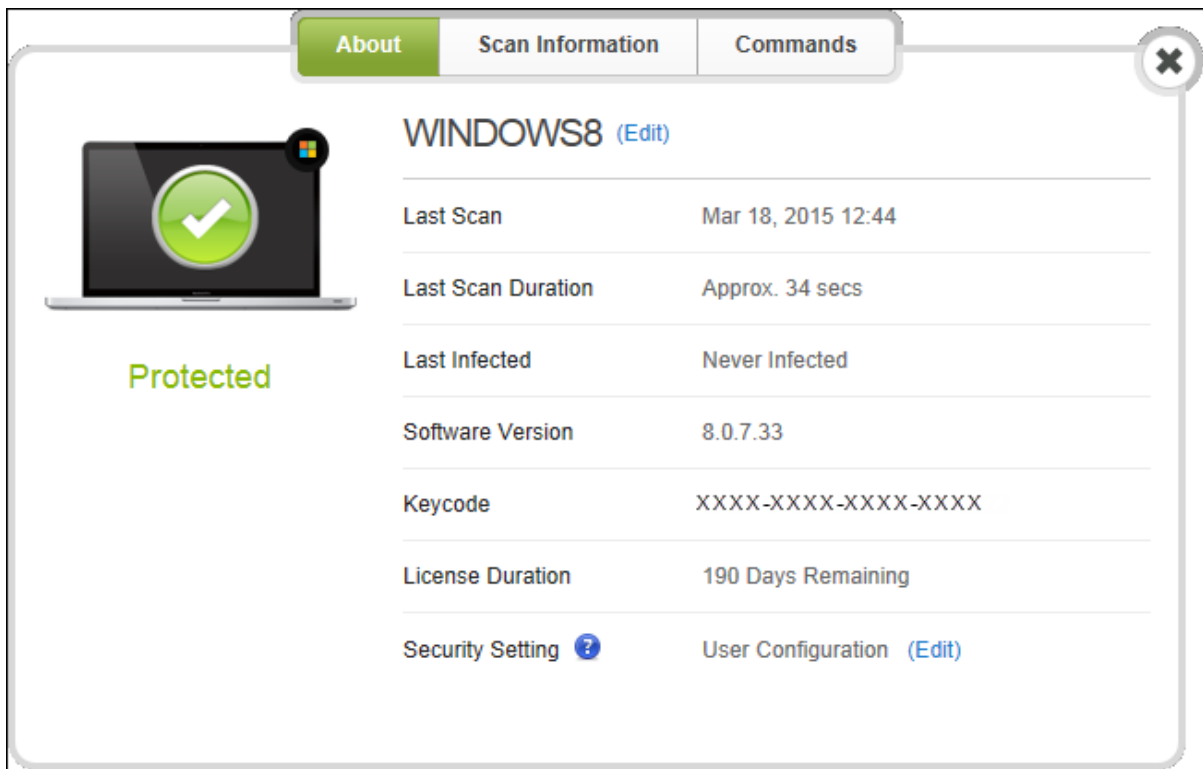 About Scan Information Commands
WINDOWS8 (Edit)
Last Scan Mar 18, 2015 12:44
Last Scan Duration Approx. 34 secs
Last Infected Never Infected
Protected
Software Version 8.0.7.33
Keycode XXXX-XXXX-XXXX-XXXX
License Duration 190 Days Remaining
Security Setting ? User Configuration (Edit)